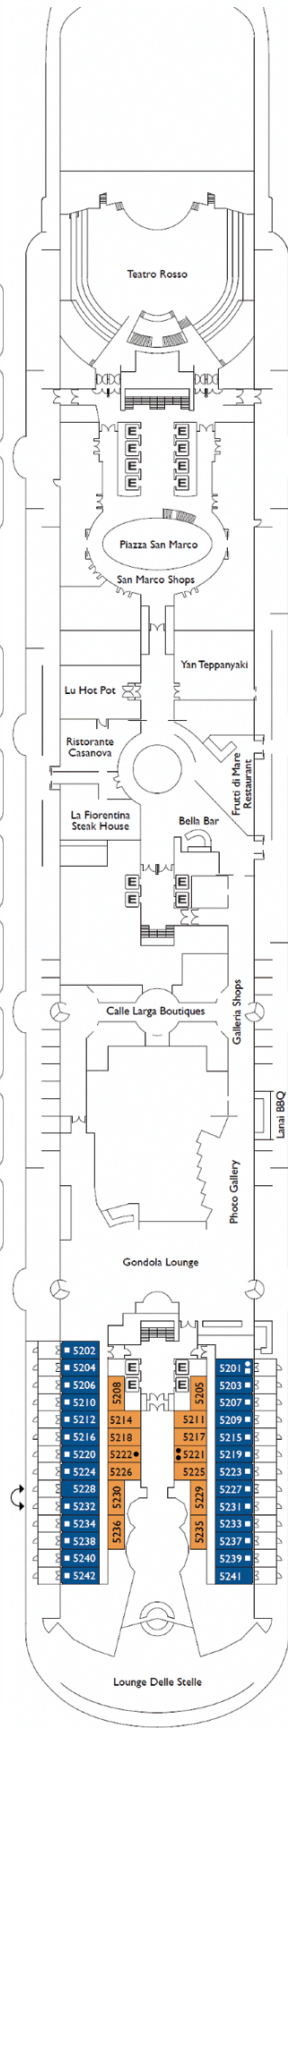 Teatro Rosso
E E
E E
E E
E E
Piazza San Marco
San Marco Shops
Yan Teppanyaki
Lu Hot Pot
Ristorante
Casanova
Frutti di Mare
Restaurant
La Fiorentina
Steak House
Bella Bar
E E
E E
Calle Larga Boutiques
Galleria Shops
Lanai BBQ
Photo Gallery
Gondola Lounge
5202
5204 E E 5201
5206 5208 E E 5205 5203
5210 5207
5212 5214 5211 5209
5216 5218 5217 5215
5220 5222 5221 5219
5224 5226 5225 5223
5228 5230 5229 5227
5232 5231
5234 5236 5235 5233
5238 5237
5240 5239
5242 5241
Lounge Delle Stelle